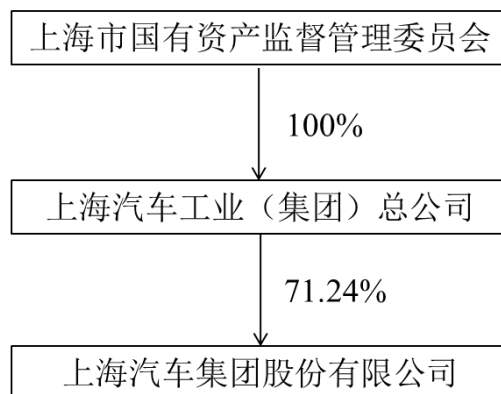 上海市国有资产监督管理委员会
100%
上海汽车工业（集团）总公司
71.24%
上海汽车集团股份有限公司